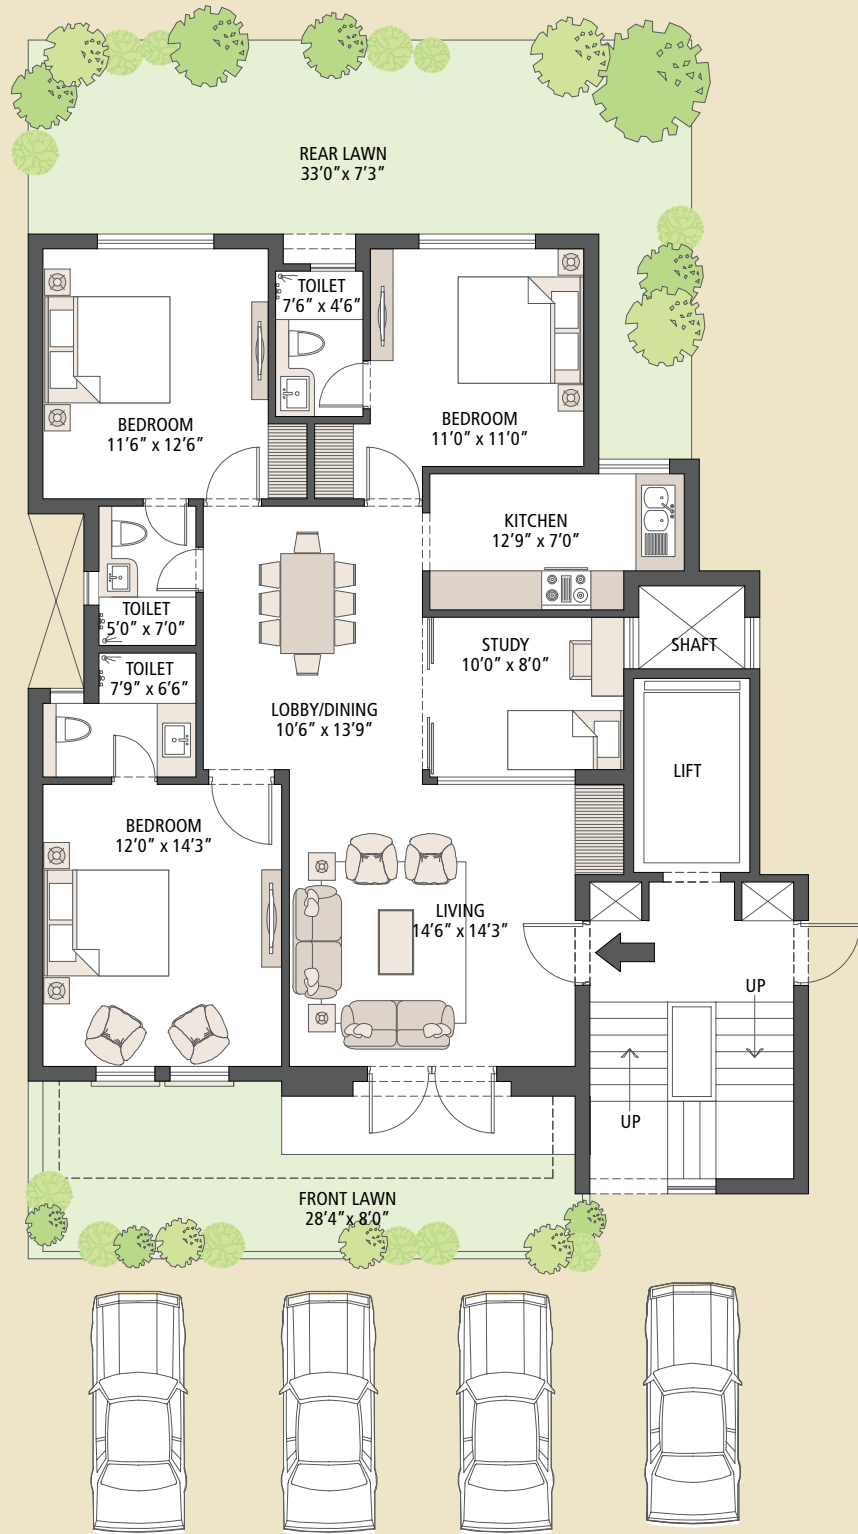 REAR LAWN
33'0" x 7'3"
TOILET
7'6" x 4'6"
BEDROOM
11'6" x 12'6"
BEDROOM
11'0" x 11'0"
KITCHEN
12'9" x 7'0"
TOILET
5'0" x 7'0"
STUDY
10'0" x 8'0"
SHAFT
TOILET
7'9" x 6'6"
LOBBY/DINING
10'6" x 13'9"
LIFT
BEDROOM
12'0" x 14'3"
LIVING
14'6" x 14'3"
UP
UP
FRONT LAWN
28'4" x 8'0"